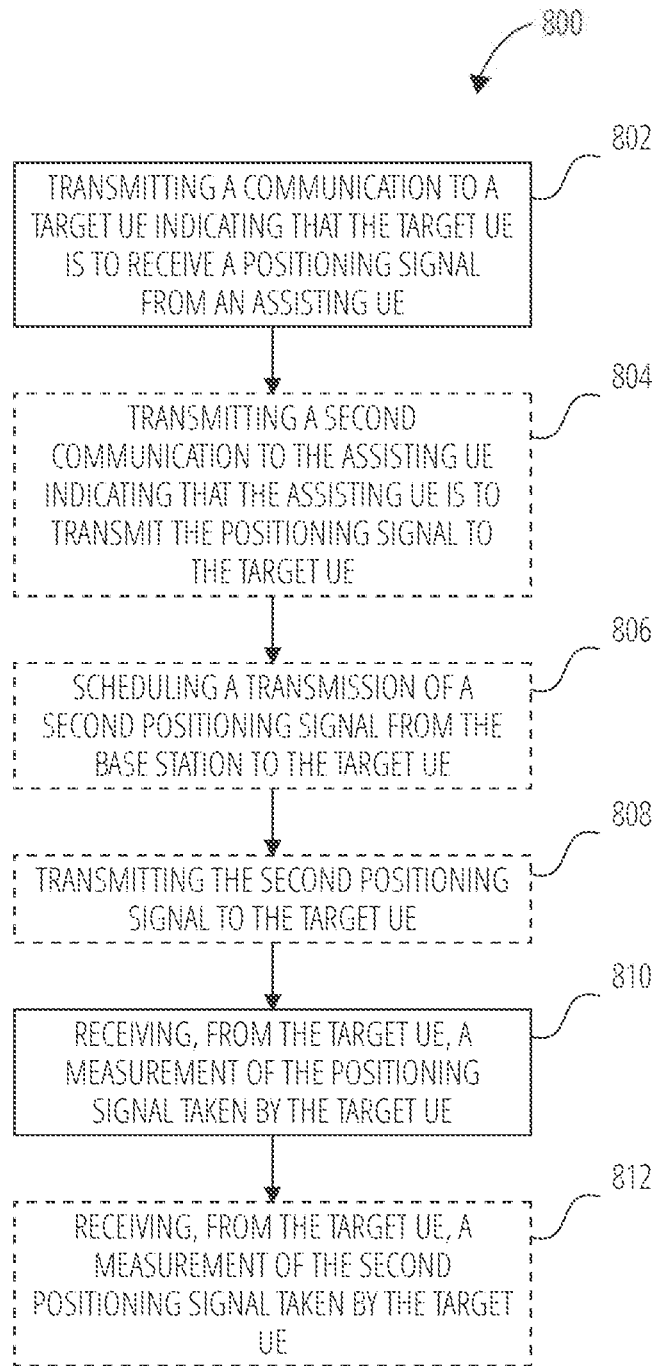 800
802
TRANSMITTING A COMMUNICATION TO A
TARGET UE INDICATING THAT THE TARGET UE
IS TO RECEIVE A POSITIONING SIGNAL
FROM AN ASSISTING UE
804
TRANSMITTING A SECOND
COMMUNICATION TO THE ASSISTING UE
INDICATING THAT THE ASSISTING UE IS TO
TRANSMIT THE POSITIONING SIGNAL TO
THE TARGET UE
806
SCHEDULING A TRANSMISSION OF A
SECOND POSITIONING SIGNAL FROM THE
BASE STATION TO THE TARGET UE
808
TRANSMITTING THE SECOND POSITIONING
SIGNAL TO THE TARGET UE
810
RECEIVING, FROM THE TARGET UE, A
MEASUREMENT OF THE POSITIONING
SIGNAL TAKEN BY THE TARGET UE
812
RECEIVING, FROM THE TARGET UE, A
MEASUREMENT OF THE SECOND
POSITIONING SIGNAL TAKEN BY THE TARGET
UE